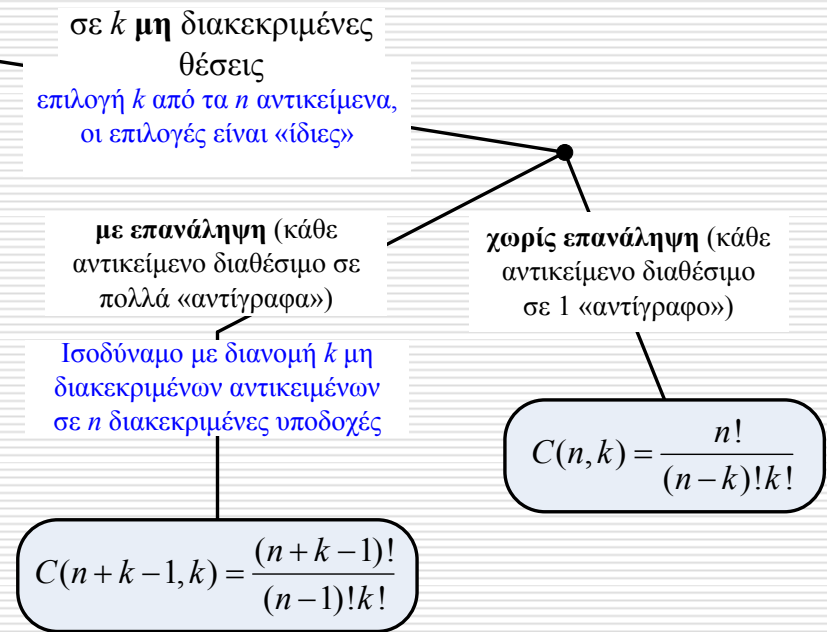 σε k μη διακεκριμένες
θέσεις
επιλογή k από τα n αντικείμενα,
οι επιλογές είναι «ίδιες»
με επανάληψη (κάθε
αντικείμενο διαθέσιμο σε
πολλά «αντίγραφα»)
χωρίς επανάληψη (κάθε
αντικείμενο διαθέσιμο
σε 1 «αντίγραφο»)
Ισοδύναμο με διανομή k μη
διακεκριμένων αντικειμένων
σε n διακεκριμένες υποδοχές
C(n,k) = n! / (n−k)!k!
C(n+k−1,k) = (n+k−1)! / (n−1)!k!